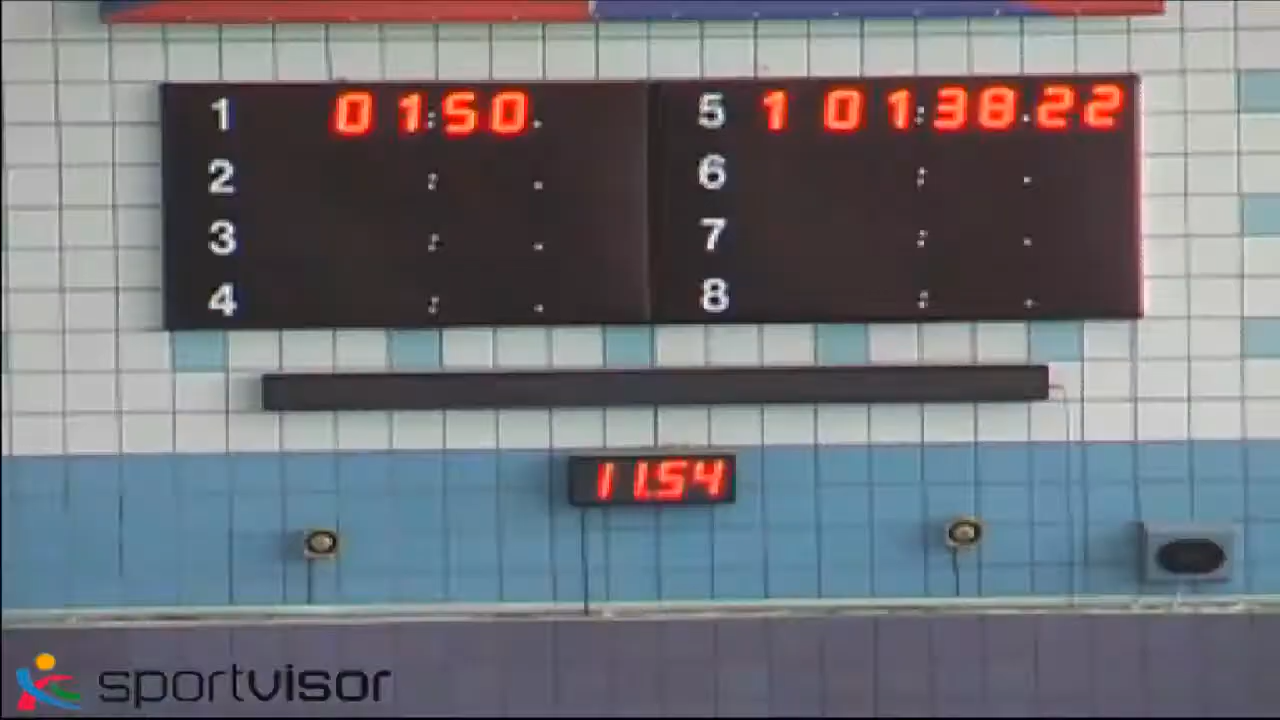 1 0 1:50.
2 : .
3 : .
4 : .
5 1 0 1:38.22
6 : .
7 : .
8 : .
11.54
sportvisor